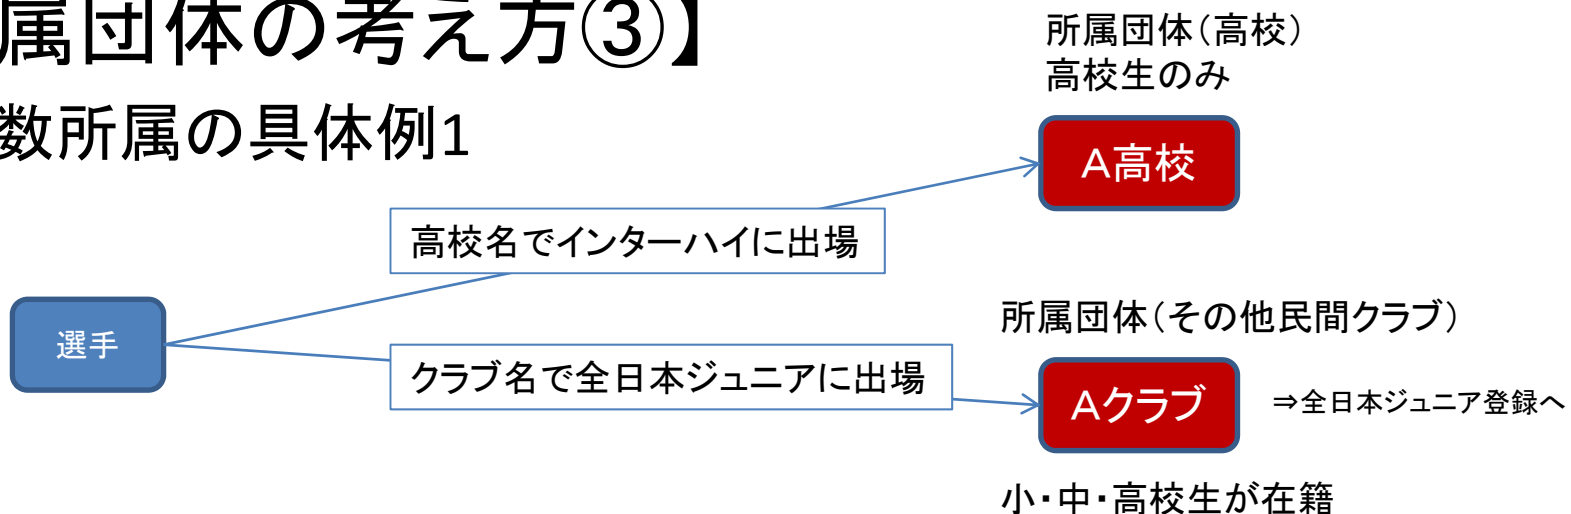 属団体の考え方③】
数所属の具体例1
所属団体（高校）
高校生のみ
A高校
高校名でインターハイに出場
選手
所属団体（その他民間クラブ）
クラブ名で全日本ジュニアに出場
Aクラブ
⇒全日本ジュニア登録へ
小・中・高校生が在籍